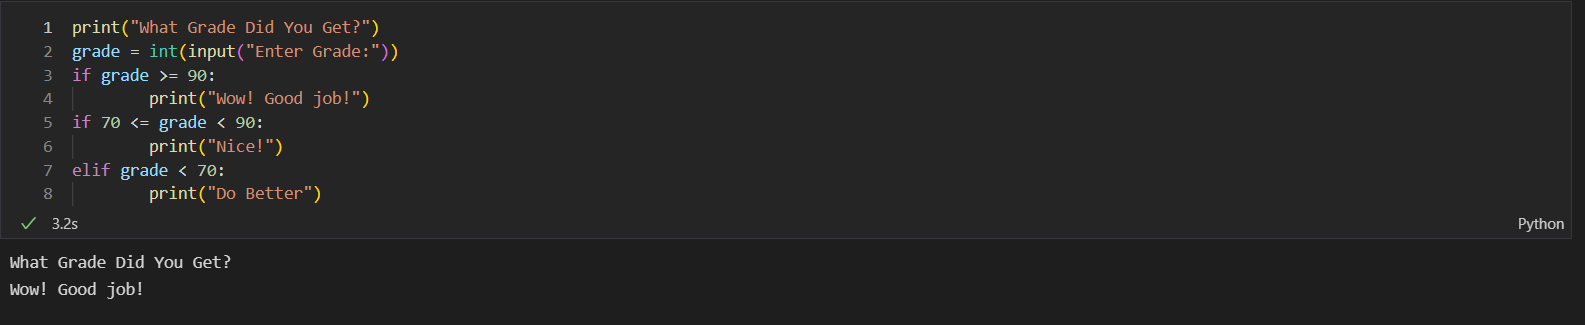 1 print("What Grade Did You Get?")
2 grade = int(input("Enter Grade:"))
3 if grade >= 90:
4         print("Wow! Good job!")
5 if 70 <= grade < 90:
6         print("Nice!")
7 elif grade < 70:
8         print("Do Better")
3.2s Python
What Grade Did You Get?
Wow! Good job!